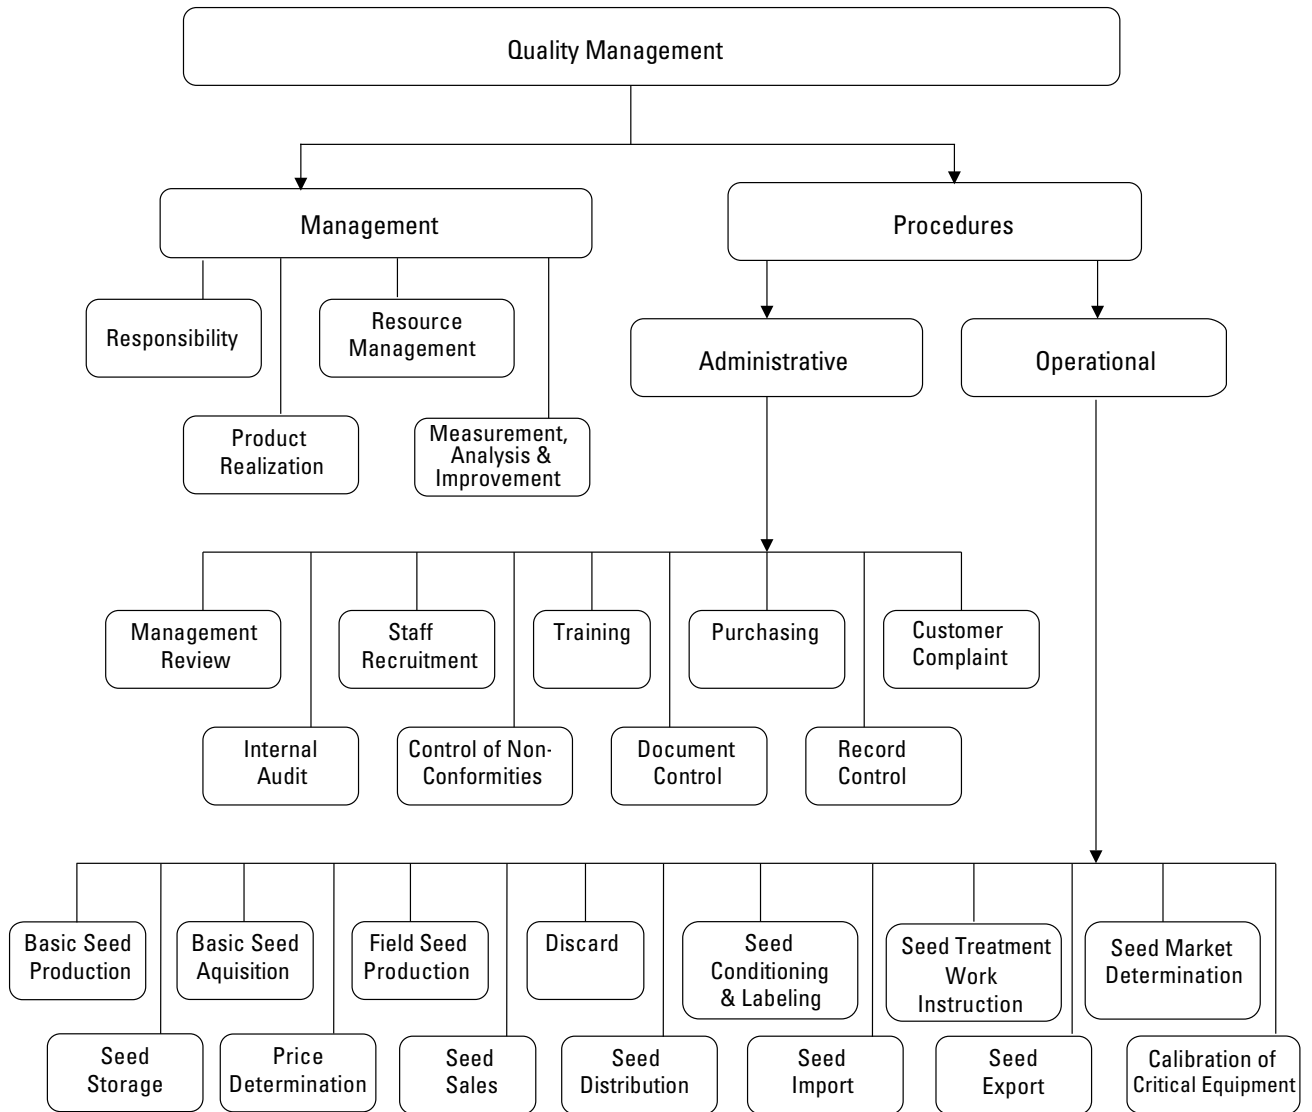 Quality Management
Management
Procedures
Responsibility
Resource
Management
Administrative
Operational
Product
Realization
Measurement,
Analysis &
Improvement
Management
Review
Staff
Recruitment
Training
Purchasing
Customer
Complaint
Internal
Audit
Control of Non-
Conformities
Document
Control
Record
Control
Basic Seed
Production
Basic Seed
Aquisition
Field Seed
Production
Discard
Seed
Conditioning
& Labeling
Seed Treatment
Work
Instruction
Seed Market
Determination
Seed
Storage
Price
Determination
Seed
Sales
Seed
Distribution
Seed
Import
Seed
Export
Calibration of
Critical Equipment